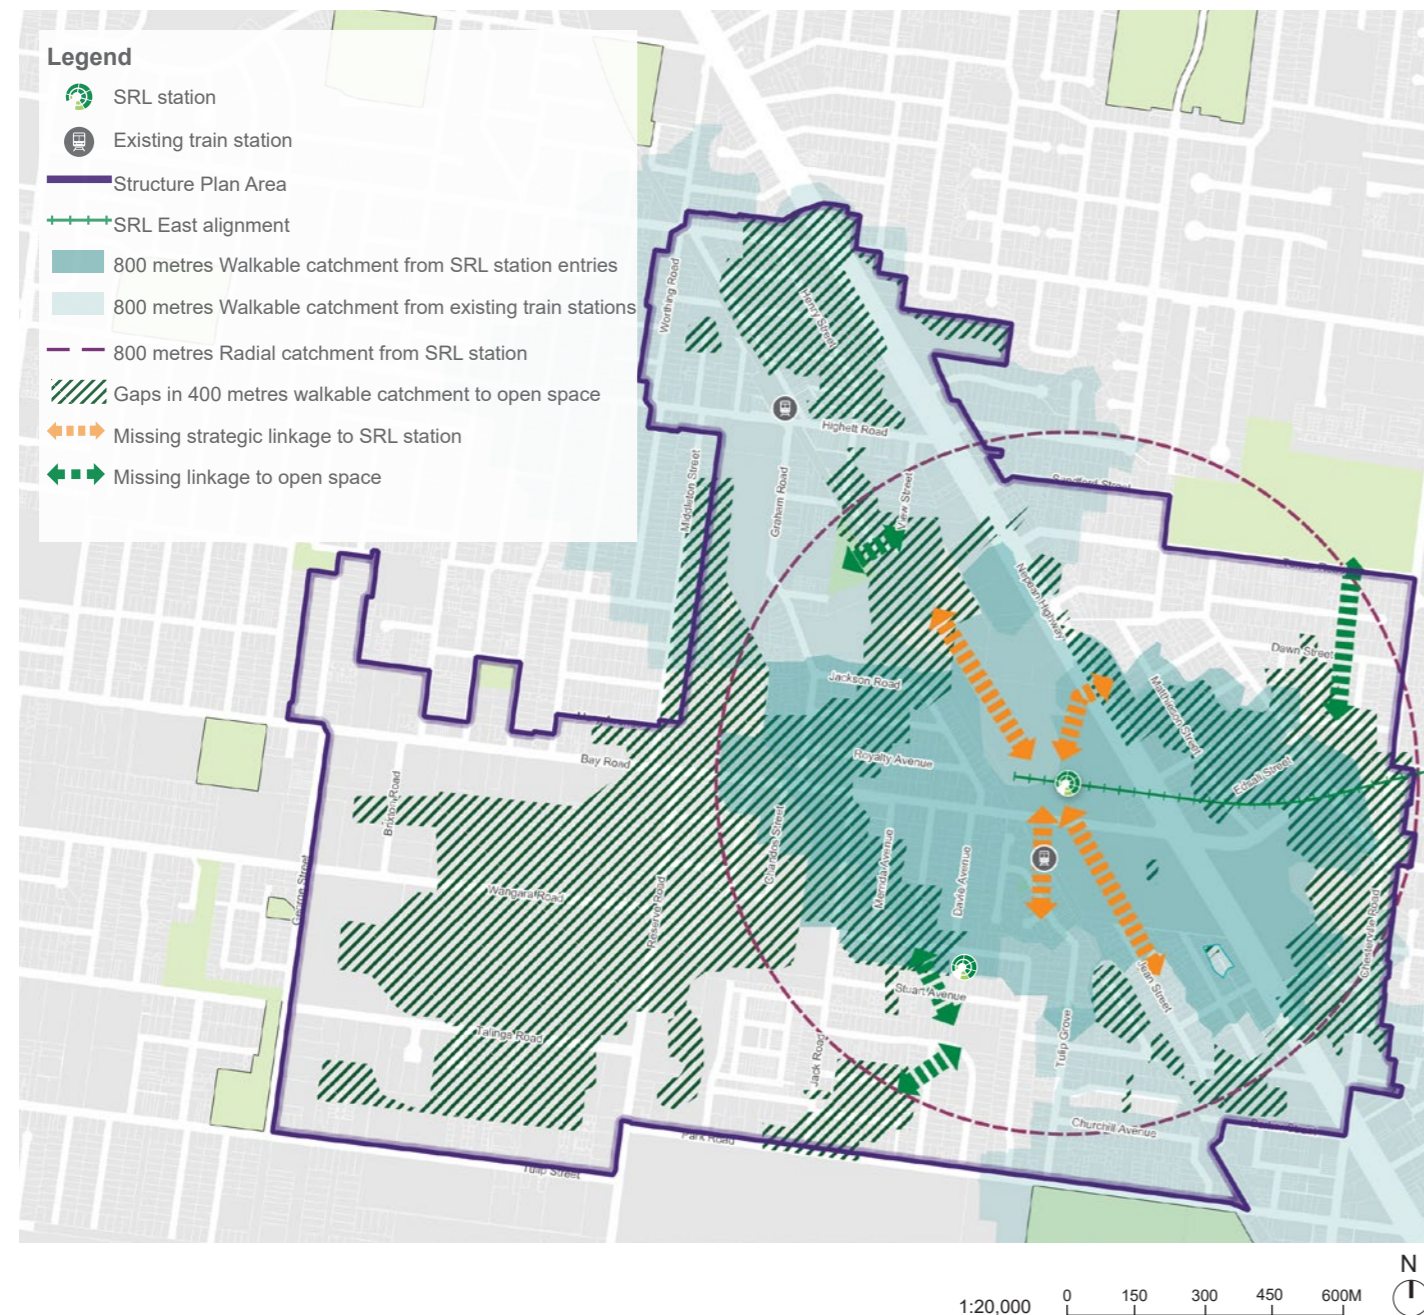 Legend
SRL station
Existing train station
Structure Plan Area
SRL East alignment
800 metres Walkable catchment from SRL station entries
800 metres Walkable catchment from existing train stations
800 metres Radial catchment from SRL station
Gaps in 400 metres walkable catchment to open space
Missing strategic linkage to SRL station
Missing linkage to open space
Worthing Road
Henry Street
Highett Road
Middleton Street
Graham Road
View Street
Nepean Highway
Dawn Street
Jackson Road
Matthieson Street
Bay Road
Royalty Avenue
Edsall Street
Brixton Road
Chandos Street
Mernda Avenue
Davie Avenue
George Street
Wangara Road
Reserve Road
Chesterville Road
Jean Street
Stuart Avenue
Talinga Road
Jack Road
Tulip Grove
Churchill Avenue
Park Road
Tulip Street
N
1:20,000
0 150 300 450 600M